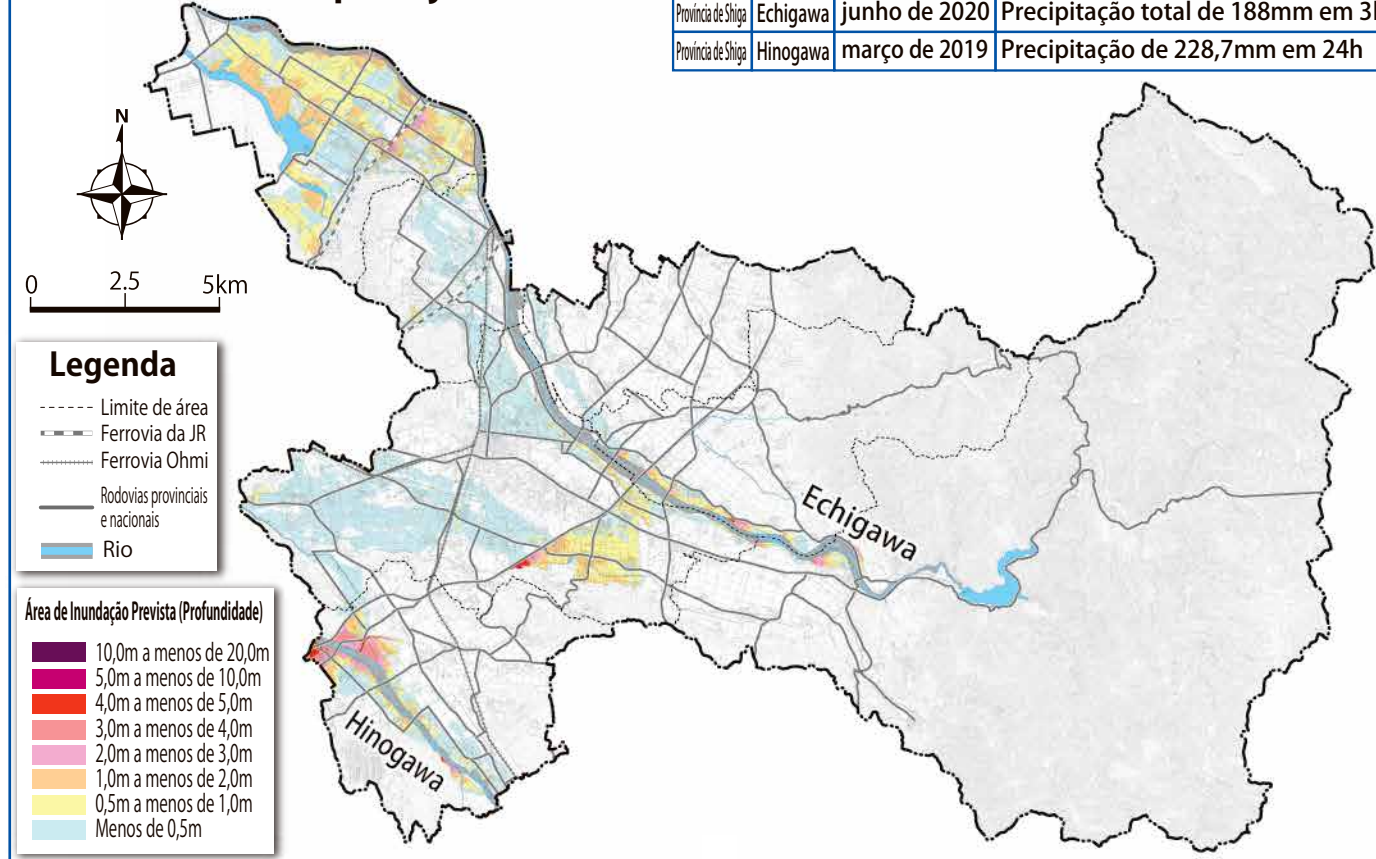 Província de Shiga Echigawa junho de 2020 Precipitação total de 188mm em
Província de Shiga Hinogawa março de 2019 Precipitação de 228,7mm em 24h
N
0 2.5 5km
Legenda
Limite de área
Ferrovia da JR
Ferrovia Ohmi
Rodovias provinciais
e nacionais
Rio
Área de Inundação Prevista (Profundidade)
10,0m a menos de 20,0m
5,0m a menos de 10,0m
4,0m a menos de 5,0m
3,0m a menos de 4,0m
2,0m a menos de 3,0m
1,0m a menos de 2,0m
0,5m a menos de 1,0m
Menos de 0,5m
Echigawa
Hinogawa